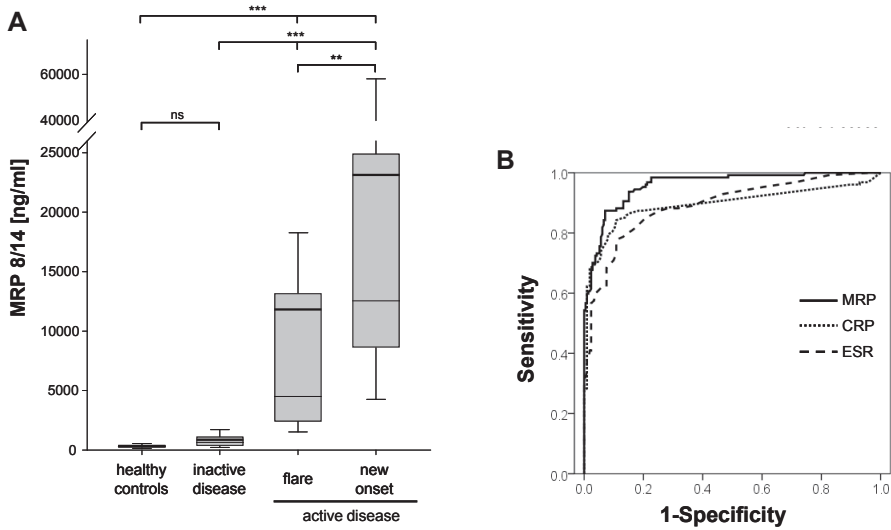 A
***
***
**
ns
MRP 8/14 [ng/ml]
60000
40000
25000
20000
15000
10000
5000
0
healthy
controls
inactive
disease
flare
new
onset
active disease
B
Sensitivity
1.0
0.8
0.6
0.4
0.2
0.0
MRP
CRP
ESR
0.0 0.2 0.4 0.6 0.8 1.0
1-Specificity